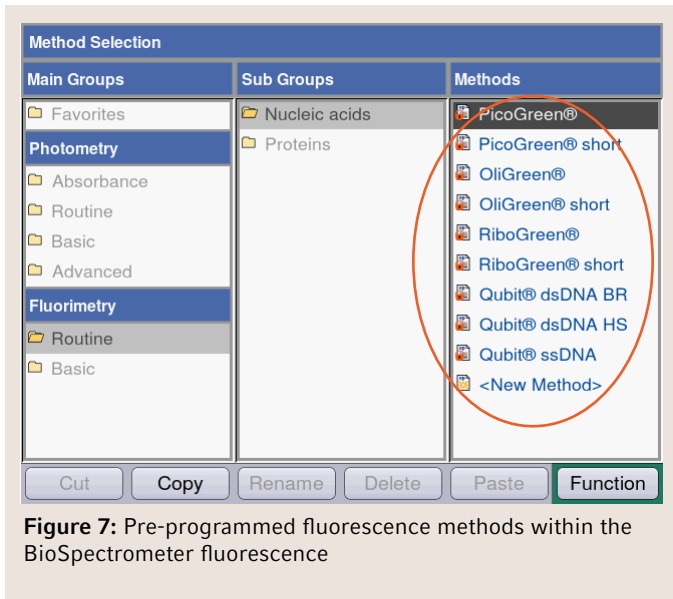 Method Selection
Main Groups
Sub Groups
Methods
Favorites
Photometry
Absorbance
Routine
Basic
Advanced
Fluorimetry
Routine
Basic
Nucleic acids
Proteins
PicoGreen®
PicoGreen® short
OliGreen®
OliGreen® short
RiboGreen®
RiboGreen® short
Qubit® dsDNA BR
Qubit® dsDNA HS
Qubit® ssDNA
<New Method>
Cut
Copy
Rename
Delete
Paste
Function
Figure 7: Pre-programmed fluorescence methods within the
BioSpectrometer fluorescence